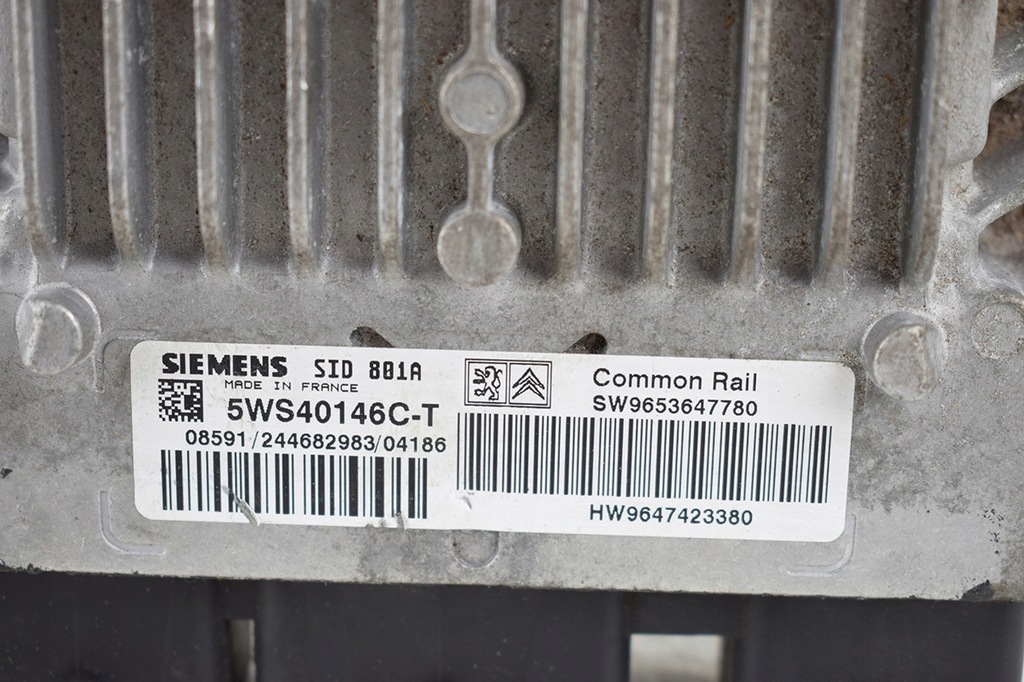 SIEMENS SID 801A
MADE IN FRANCE
5WS40146C-T
08591/244682983/04186
Common Rail
SW9653647780
HW9647423380